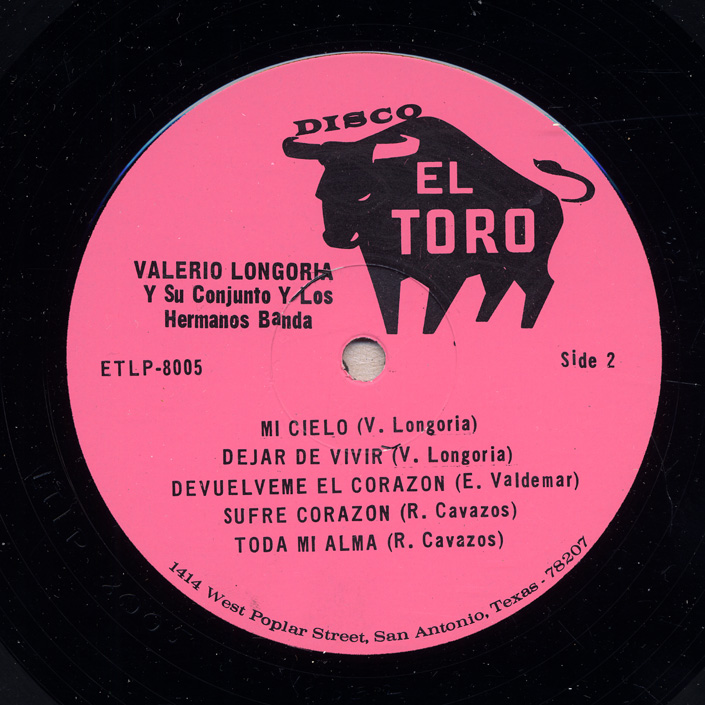 DISCO
EL
TORO
VALERIO LONGORIA
Y Su Conjunto Y Los
Hermanos Banda
ETLP-8005
Side 2
MI CIELO (V. Longoria)
DEJAR DE VIVIR (V. Longoria)
DEVUELVEME EL CORAZON (E. Valdemar)
SUFRE CORAZON (R. Cavazos)
TODA MI ALMA (R. Cavazos)
1414 West Poplar Street, San Antonio, Texas - 78207